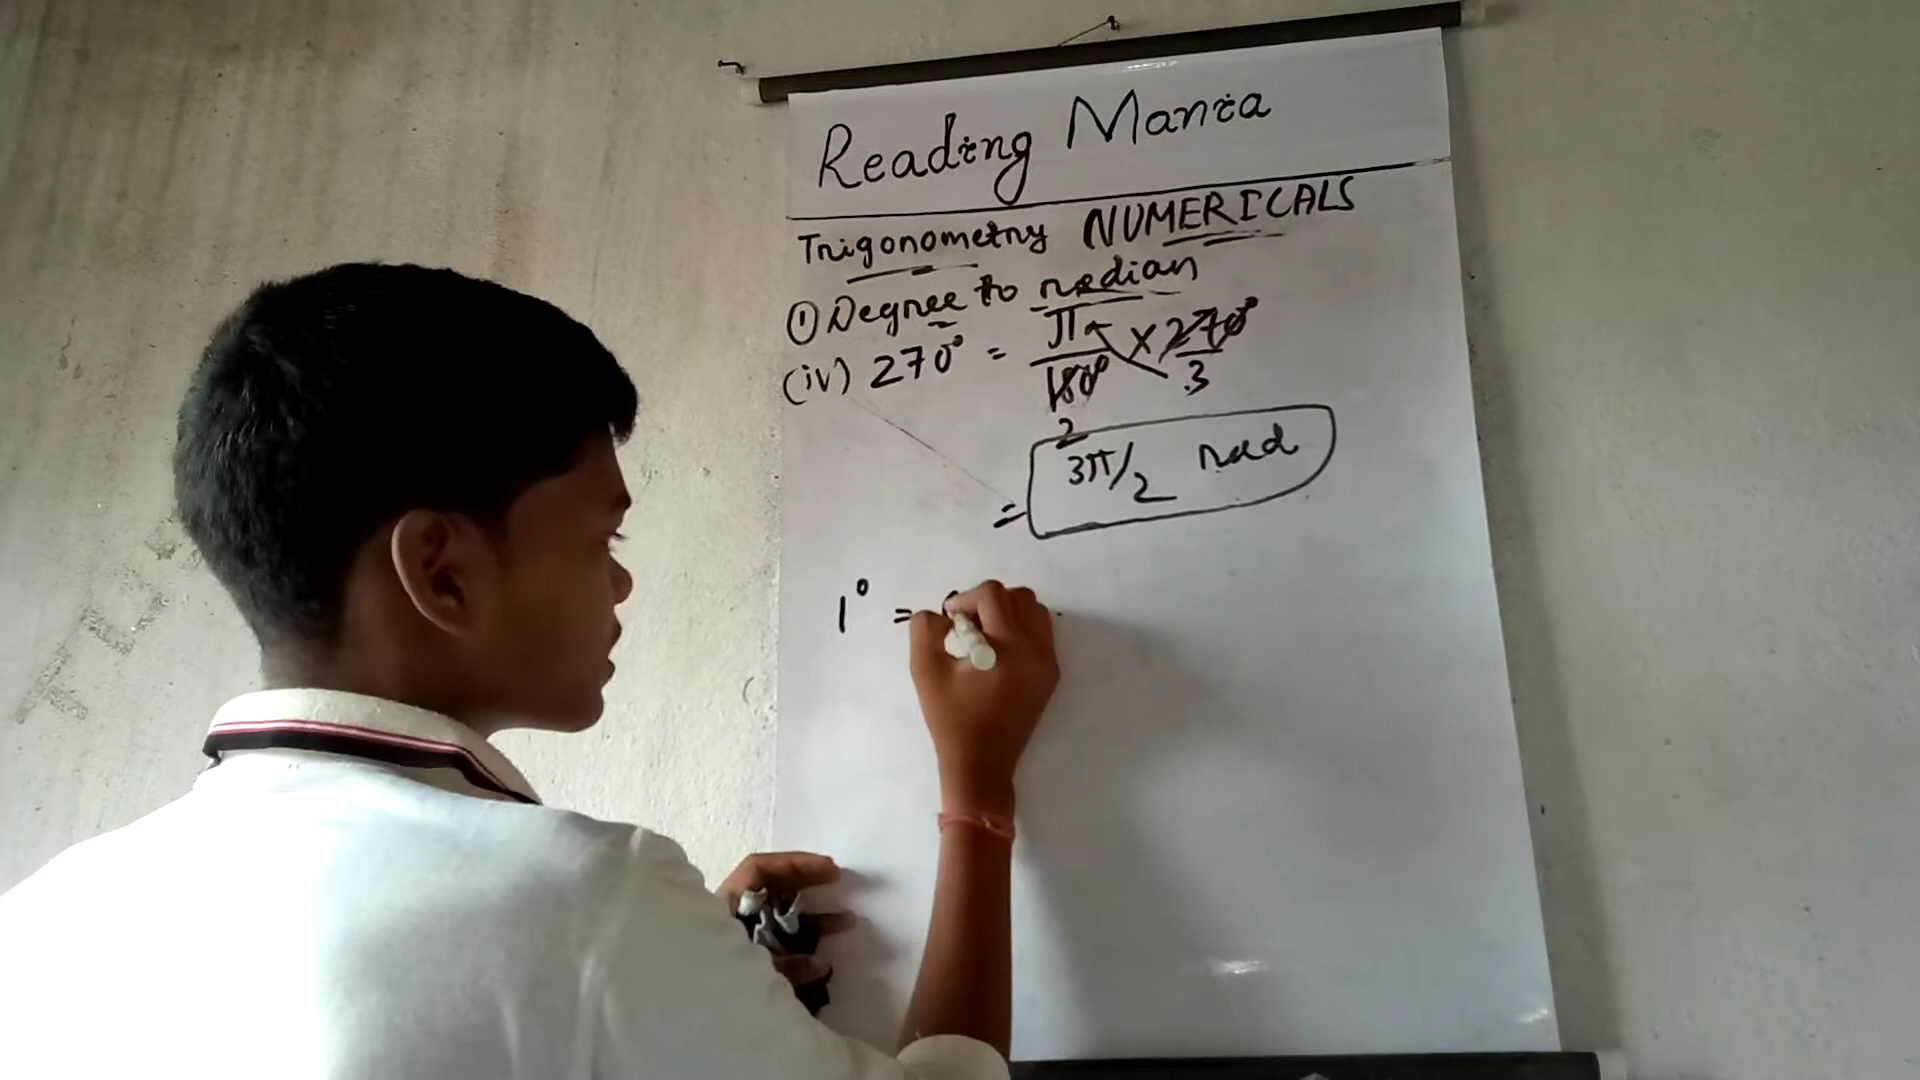 Reading Mania
Trigonometry NUMERICALS
① Degree to radian
(iv) 270° = π/180° × 270°
2 3
= 3π/2 rad
1° =